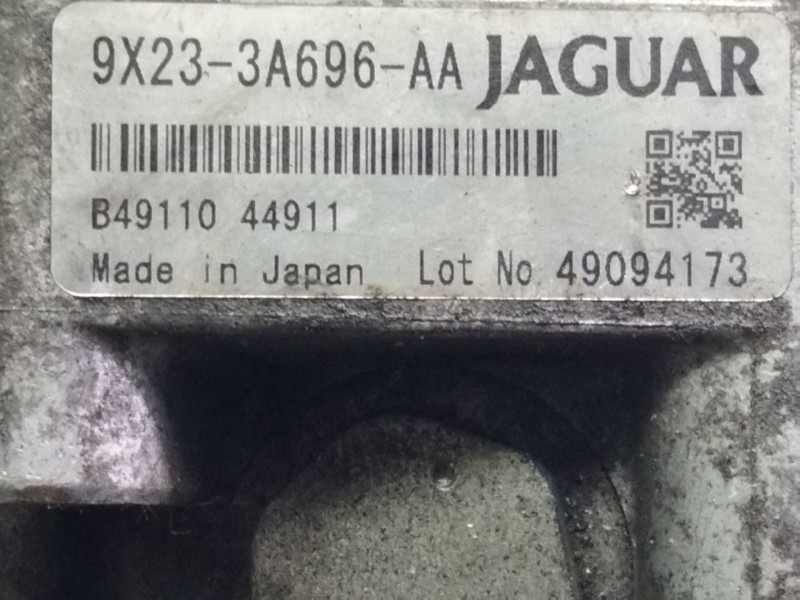 9X23-3A696-AA JAGUAR
B49110 44911
Made in Japan Lot No 49094173